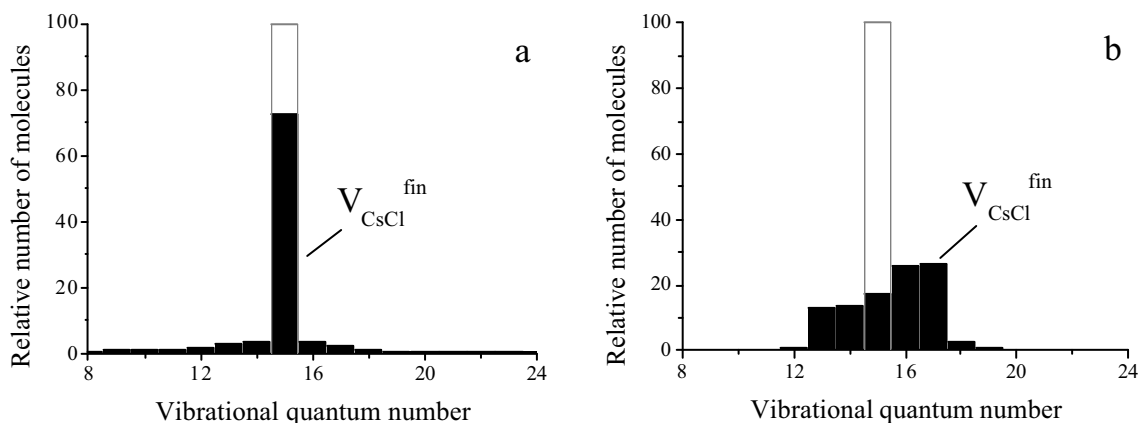 a
Relative number of molecules
100
80
60
40
20
0
V CsCl fin
8 12 16 20 24
Vibrational quantum number
b
Relative number of molecules
100
80
60
40
20
0
V CsCl fin
8 12 16 20 24
Vibrational quantum number